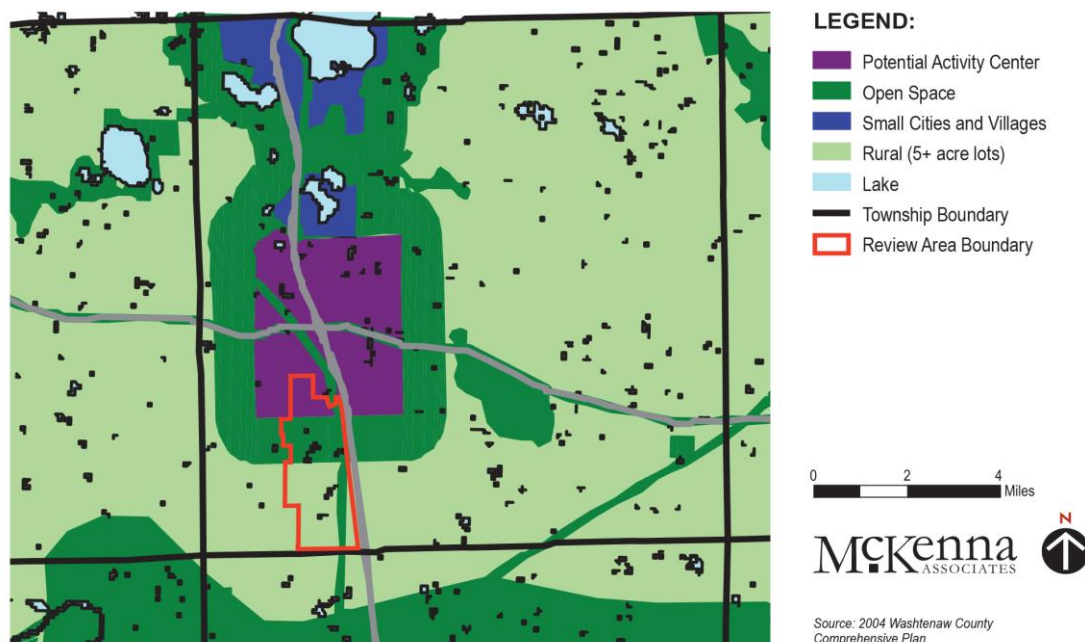 LEGEND:
Potential Activity Center
Open Space
Small Cities and Villages
Rural (5+ acre lots)
Lake
Township Boundary
Review Area Boundary
0 2 4
Miles
N
McKenna
ASSOCIATES
Source: 2004 Washtenaw County
Comprehensive Plan